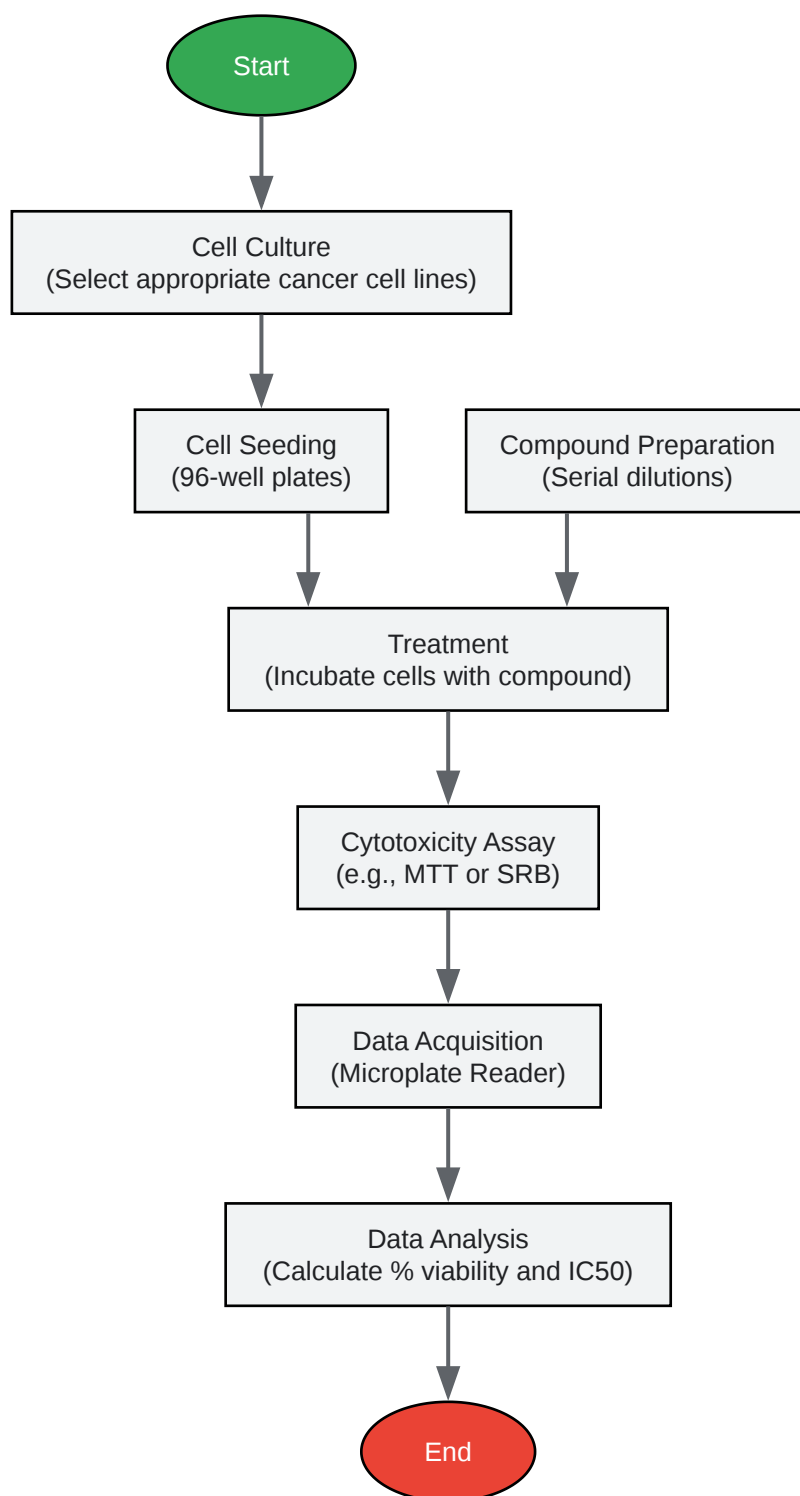 Start
Cell Culture
(Select appropriate cancer cell lines)
Cell Seeding
(96-well plates)
Compound Preparation
(Serial dilutions)
Treatment
(Incubate cells with compound)
Cytotoxicity Assay
(e.g., MTT or SRB)
Data Acquisition
(Microplate Reader)
Data Analysis
(Calculate % viability and IC50)
End